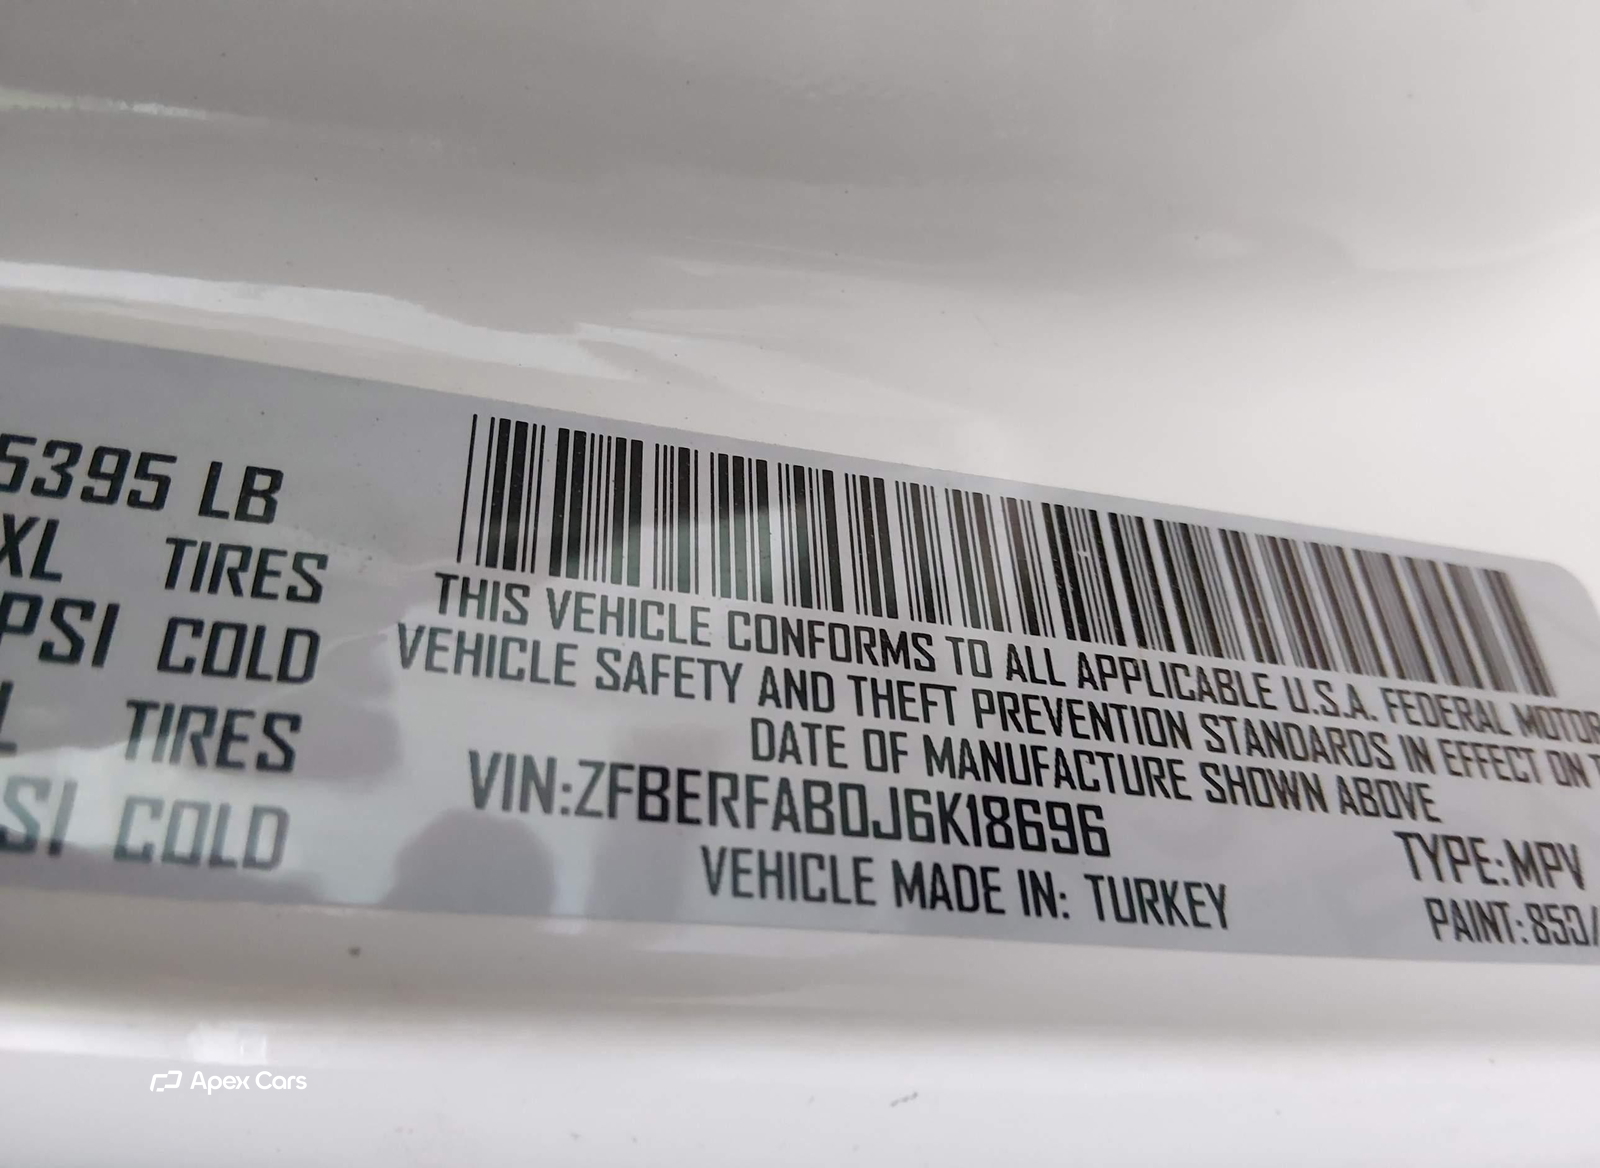 5395 LB
XL TIRES
PSI COLD
TIRES
SI COLD
THIS VEHICLE CONFORMS TO ALL APPLICABLE U.S.A. FEDERAL MOTOR
VEHICLE SAFETY AND THEFT PREVENTION STANDARDS IN EFFECT ON T
DATE OF MANUFACTURE SHOWN ABOVE
VIN:ZFBERFAB0J6K18696
TYPE:MPV
VEHICLE MADE IN: TURKEY
PAINT:850/
Apex Cars